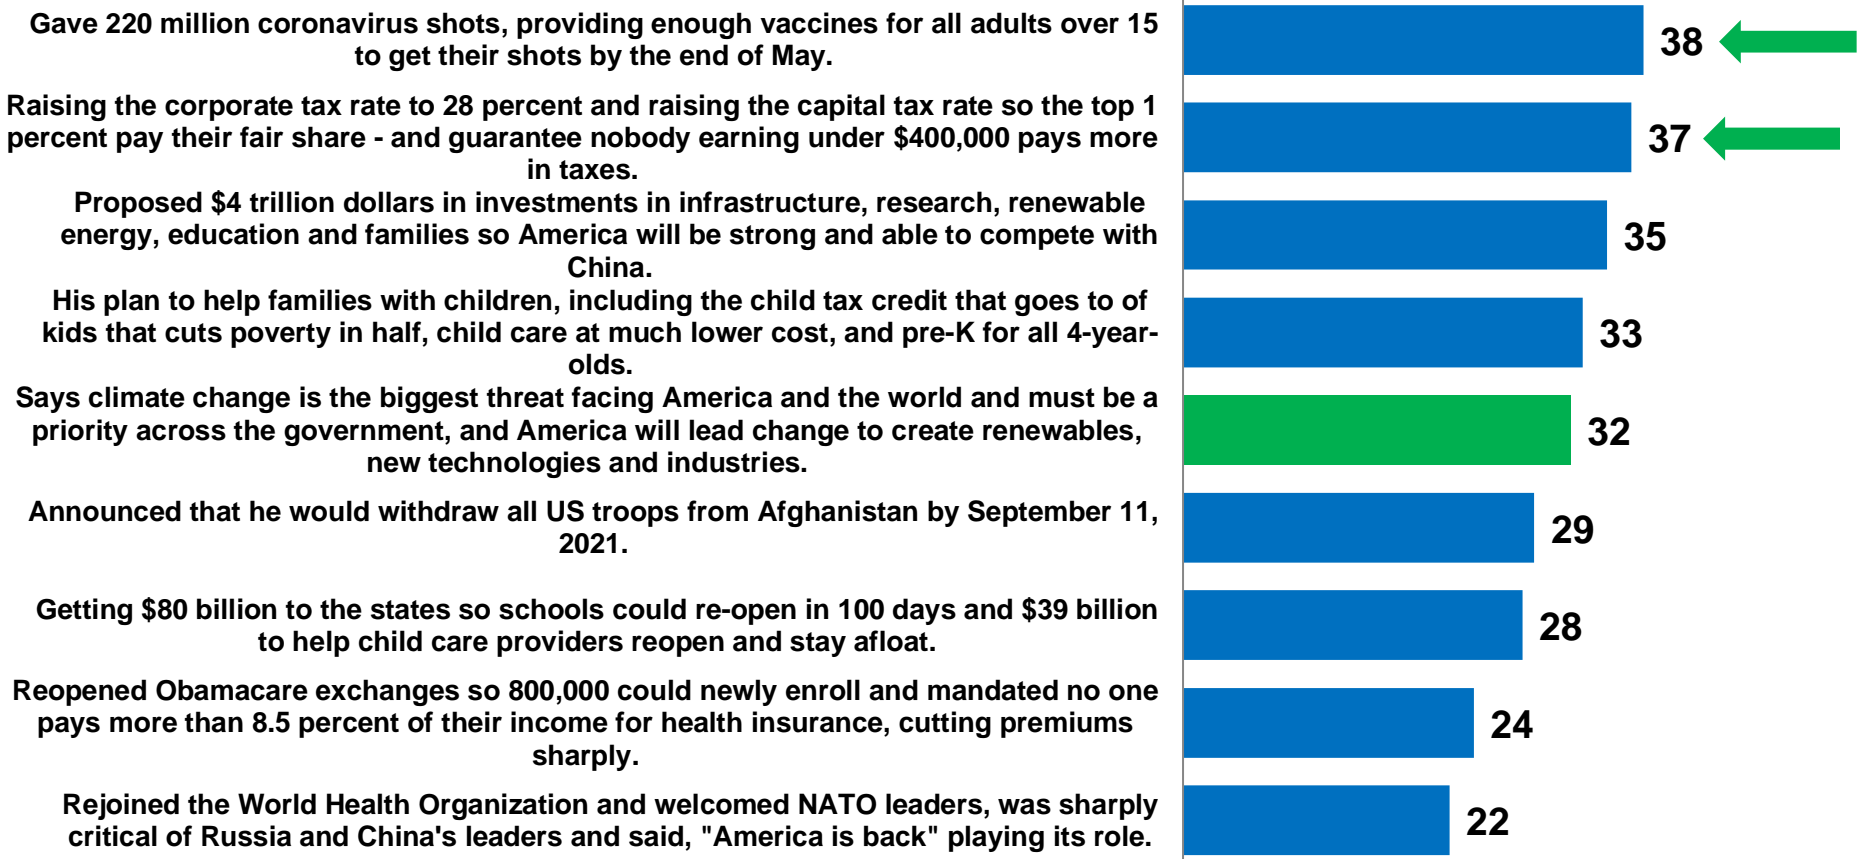 Gave 220 million coronavirus shots, providing enough vaccines for all adults over 15
to get their shots by the end of May.
38
Raising the corporate tax rate to 28 percent and raising the capital tax rate so the top 1
percent pay their fair share - and guarantee nobody earning under $400,000 pays more
in taxes.
37
Proposed $4 trillion dollars in investments in infrastructure, research, renewable
energy, education and families so America will be strong and able to compete with
China.
35
His plan to help families with children, including the child tax credit that goes to of
kids that cuts poverty in half, child care at much lower cost, and pre-K for all 4-year-
olds.
33
Says climate change is the biggest threat facing America and the world and must be a
priority across the government, and America will lead change to create renewables,
new technologies and industries.
32
Announced that he would withdraw all US troops from Afghanistan by September 11,
2021.
29
Getting $80 billion to the states so schools could re-open in 100 days and $39 billion
to help child care providers reopen and stay afloat.
28
Reopened Obamacare exchanges so 800,000 could newly enroll and mandated no one
pays more than 8.5 percent of their income for health insurance, cutting premiums
sharply.
24
Rejoined the World Health Organization and welcomed NATO leaders, was sharply
critical of Russia and China's leaders and said, "America is back" playing its role.
22